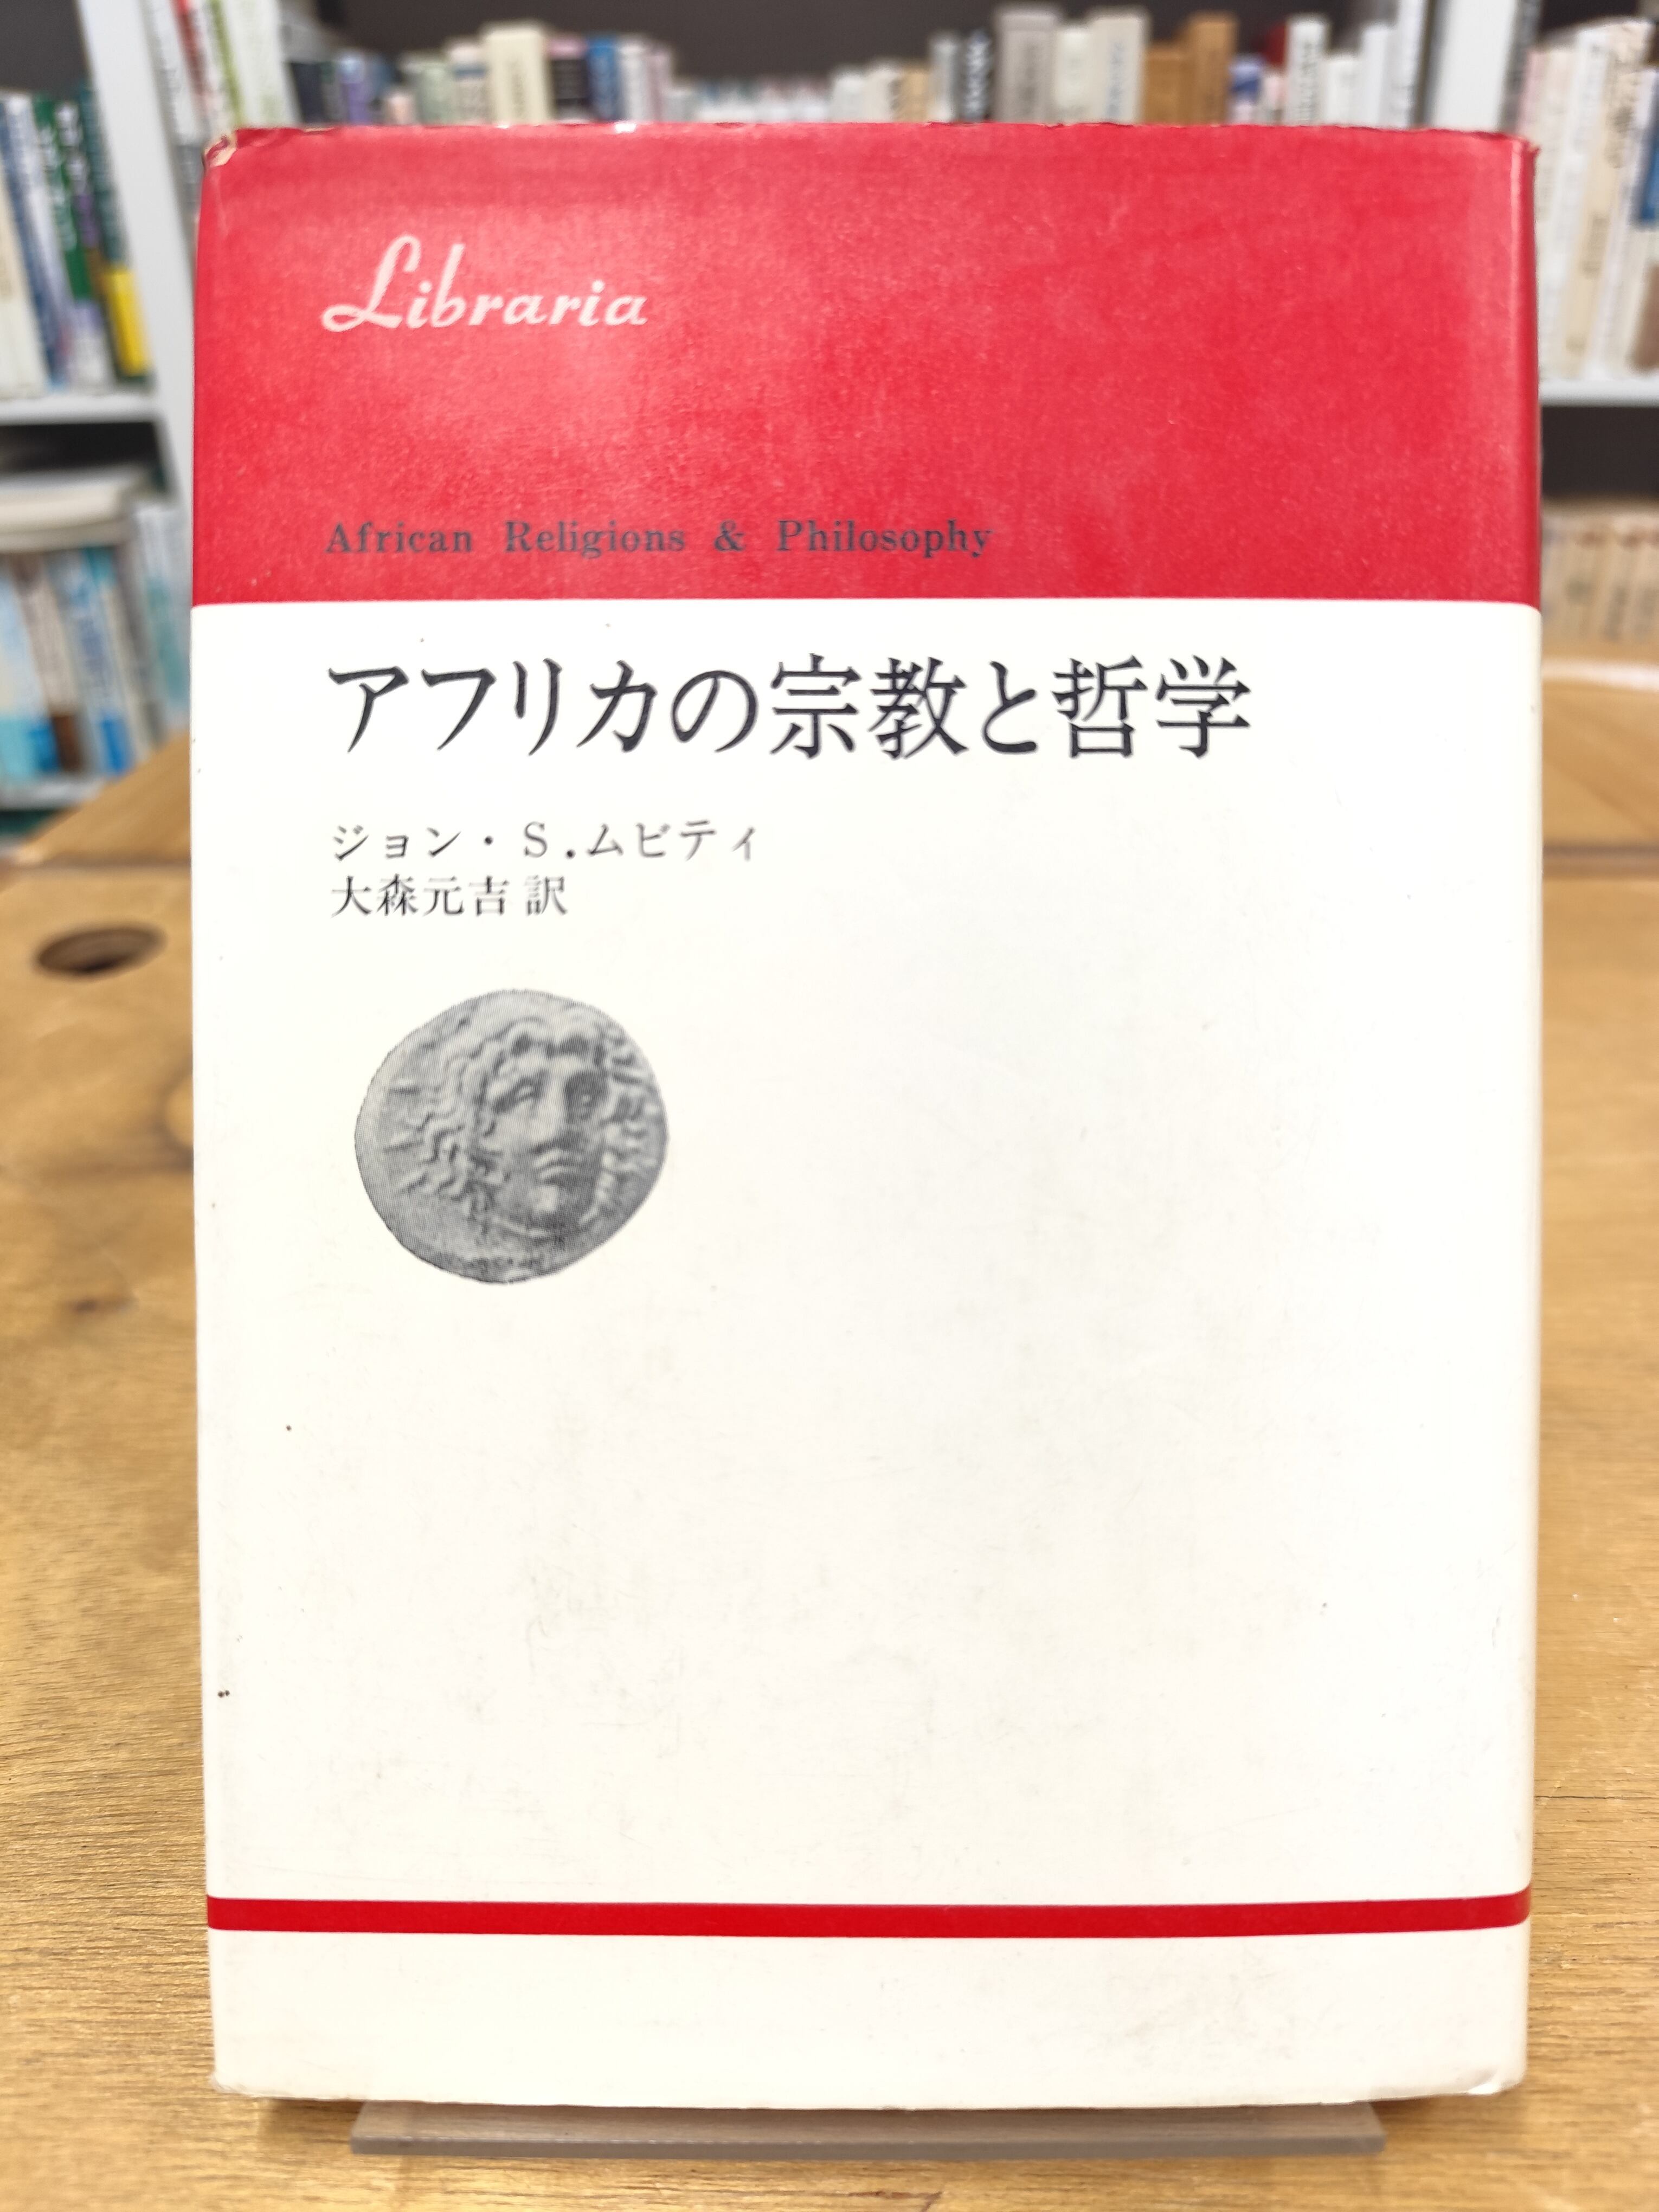 Libraria
African Religions & Philosophy
アフリカの宗教と哲学
ジョン・S.ムビティ
大森元吉 訳